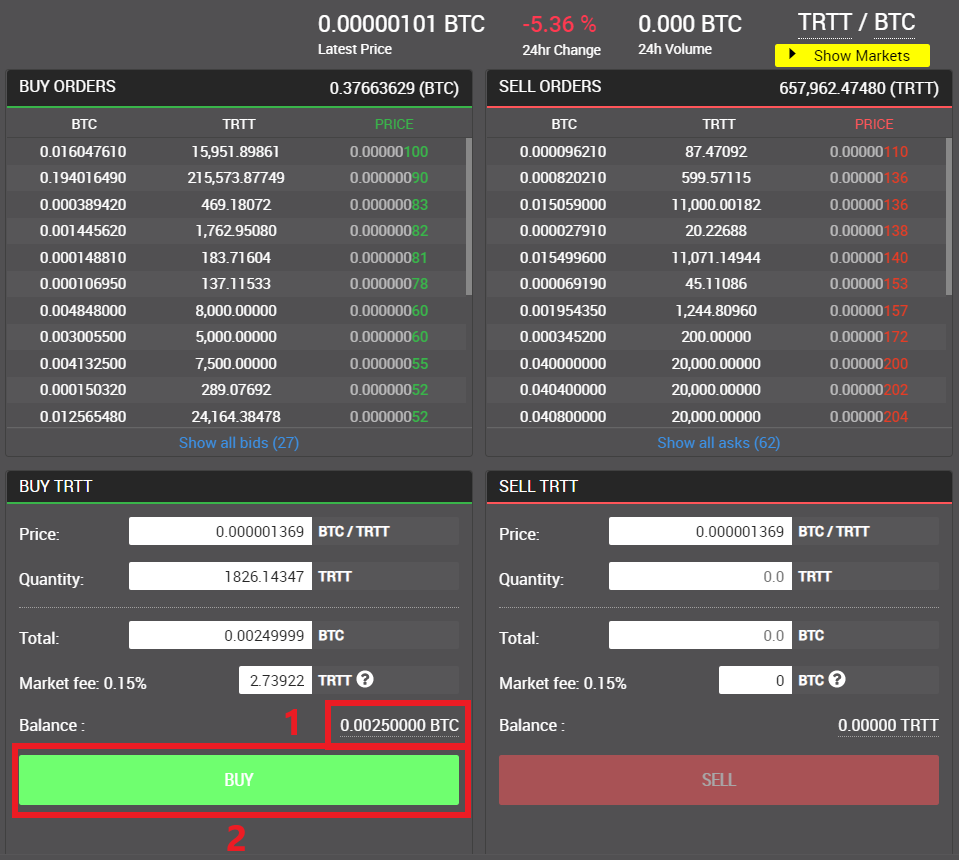 0.00000101 BTC -5.36 % 0.000 BTC TRTT / BTC
Latest Price 24hr Change 24h Volume Show Markets
BUY ORDERS 0.37663629 (BTC)
BTC TRTT PRICE
0.016047610 15,951.89861 0.00000100
0.194016490 215,573.87749 0.000000090
0.000389420 469.18072 0.000000083
0.001445620 1,762.95080 0.000000082
0.000148810 183.71604 0.000000081
0.000106950 137.11533 0.000000078
0.004848000 8,000.00000 0.000000060
0.003005500 5,000.00000 0.000000060
0.004132500 7,500.00000 0.000000055
0.000150320 289.07692 0.000000052
0.012565480 24,164.38478 0.000000052
Show all bids (27)
SELL ORDERS 657,962.47480 (TRTT)
BTC TRTT PRICE
0.000096210 87.47092 0.00000110
0.000820210 599.57115 0.00000136
0.015059000 11,000.00182 0.00000136
0.000027910 20.22688 0.00000138
0.015499600 11,071.14944 0.00000140
0.000069190 45.11086 0.00000153
0.001954350 1,244.80960 0.00000157
0.000345200 200.00000 0.00000172
0.040000000 20,000.00000 0.00000200
0.040400000 20,000.00000 0.00000202
0.040800000 20,000.00000 0.00000204
Show all asks (62)
BUY TRTT
Price: 0.000001369 BTC / TRTT
Quantity: 1826.14347 TRTT
Total: 0.00249999 BTC
Market fee: 0.15% 2.73922 TRTT ?
Balance : 1 0.00250000 BTC
BUY
2
SELL TRTT
Price: 0.000001369 BTC / TRTT
Quantity: 0.0 TRTT
Total: 0.0 BTC
Market fee: 0.15% 0 BTC ?
Balance : 0.00000 TRTT
SELL